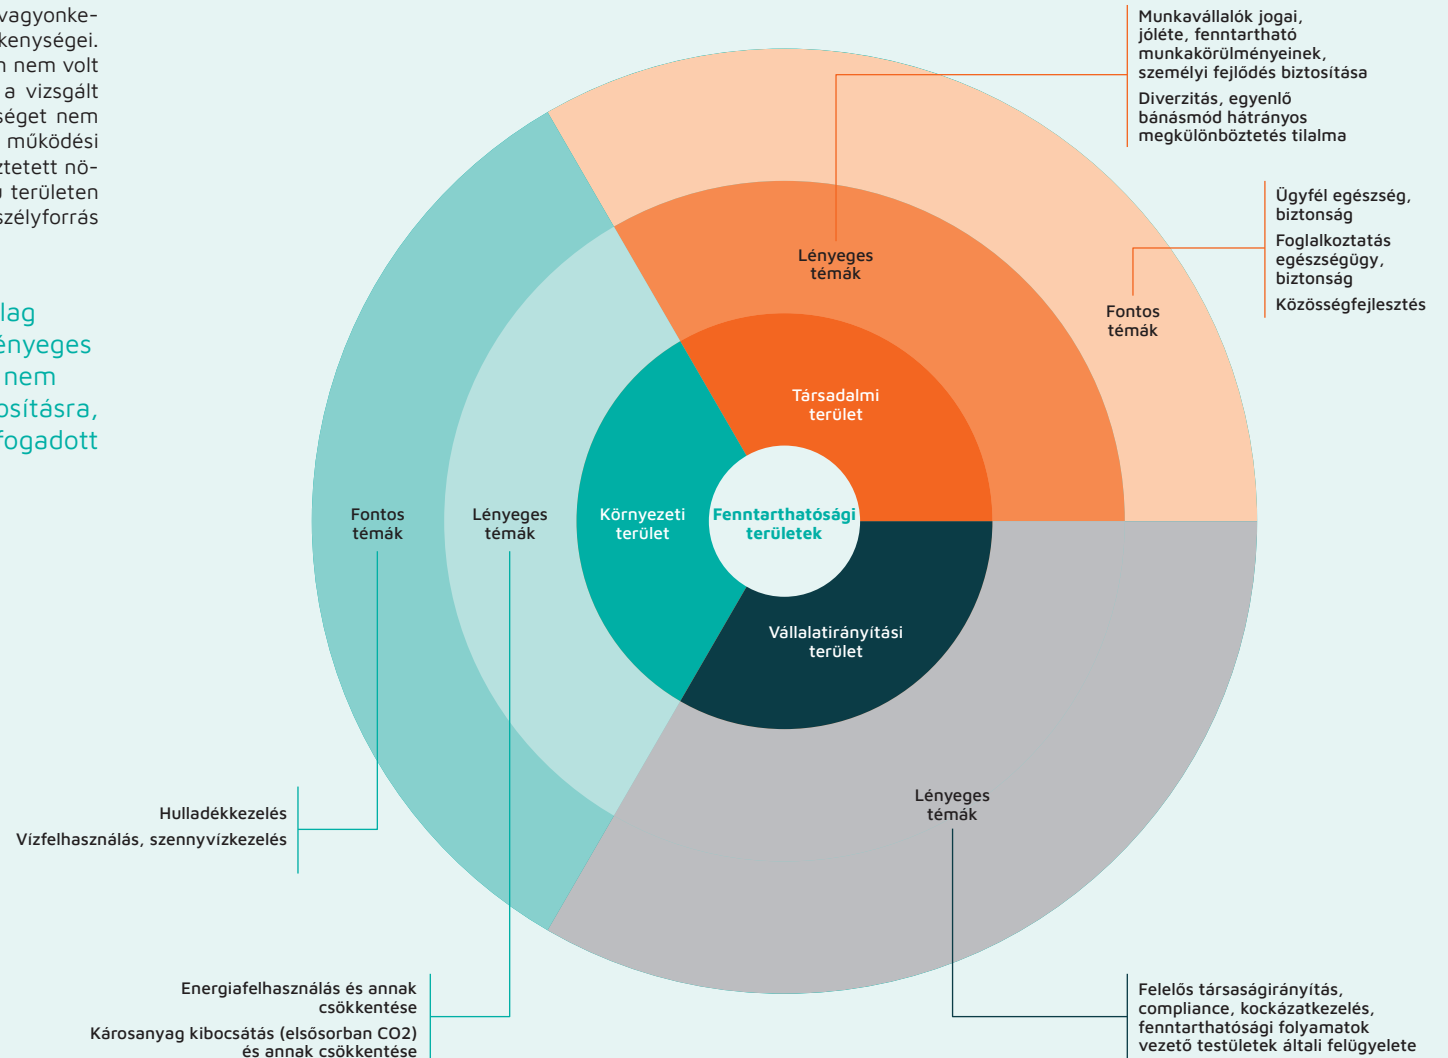 vagyonke-
kenységei.
nem volt
a vizsgált
séget nem
működési
ztetett nö-
területen
szélyforrás
lag
ényeges
nem
osításra,
fogadott
Munkavállalók jogai,
jóléte, fenntartható
munkakörülményeinek,
személyi fejlődés biztosítása
Diverzitás, egyenlő
bánásmód hátrányos
megkülönböztetés tilalma
Ügyfél egészség,
biztonság
Foglalkoztatás
egészségügy,
biztonság
Közösségfejlesztés
Lényeges
témák
Fontos
témák
Társadalmi
terület
Fontos
témák
Lényeges
témák
Környezeti
terület
Fenntarthatósági
területek
Vállalatirányítási
terület
Lényeges
témák
Hulladékkezelés
Vízfelhasználás, szennyvízkezelés
Energiafelhasználás és annak
csökkentése
Károsanyag kibocsátás (elsősorban CO2)
és annak csökkentése
Felelős társaságirányítás,
compliance, kockázatkezelés,
fenntarthatósági folyamatok
vezető testületek általi felügyelete